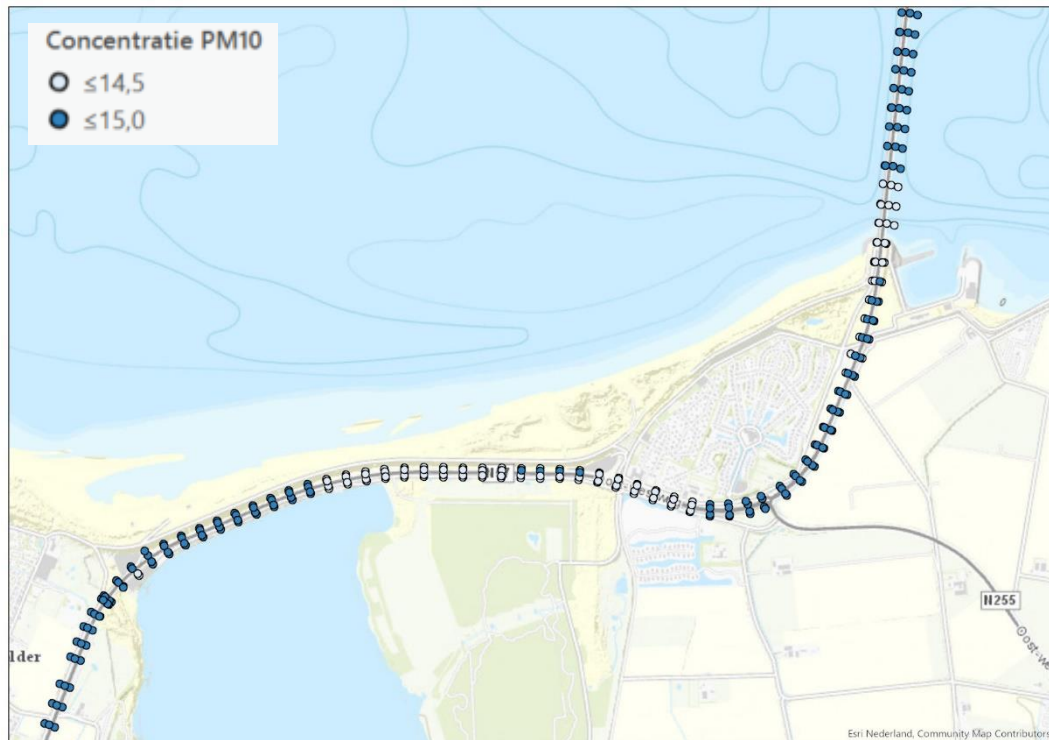 Concentratie PM10
≤14,5
≤15,0
N255
lder
Esri Nederland, Community Map Contributors